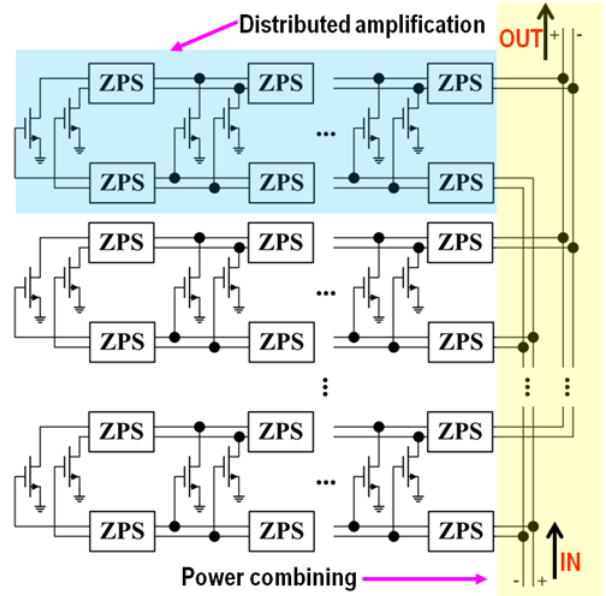 Distributed amplification
OUT
+ -
ZPS ZPS ZPS
...
ZPS ZPS ZPS
ZPS ZPS ZPS
...
ZPS ZPS ZPS
...
... ...
ZPS ZPS ZPS
...
ZPS ZPS ZPS
IN
Power combining
- +